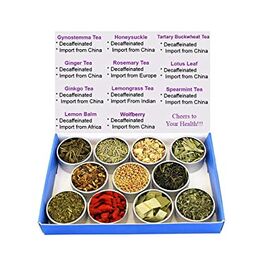 Gynostemma Tea
* Decaffeinated
* Import from China
Honeysuckle
* Decaffeinated
* Import from China
Tartary Buckwheat Tea
* Decaffeinated
* Import from China
Ginger Tea
* Decaffeinated
* Import from China
Rosemary Tea
* Decaffeinated
* Import from Europe
Lotus Leaf
* Decaffeinated
* Import from China
Ginkgo Tea
* Decaffeinated
* Import from China
Lemongrass Tea
* Decaffeinated
* Import From Indian
Spearmint Tea
* Decaffeinated
* Import from China
Lemon Balm
* Decaffeinated
* Import from Africa
Wolfberry
* Decaffeinated
* Import from China
Cheers to
Your Health!!!